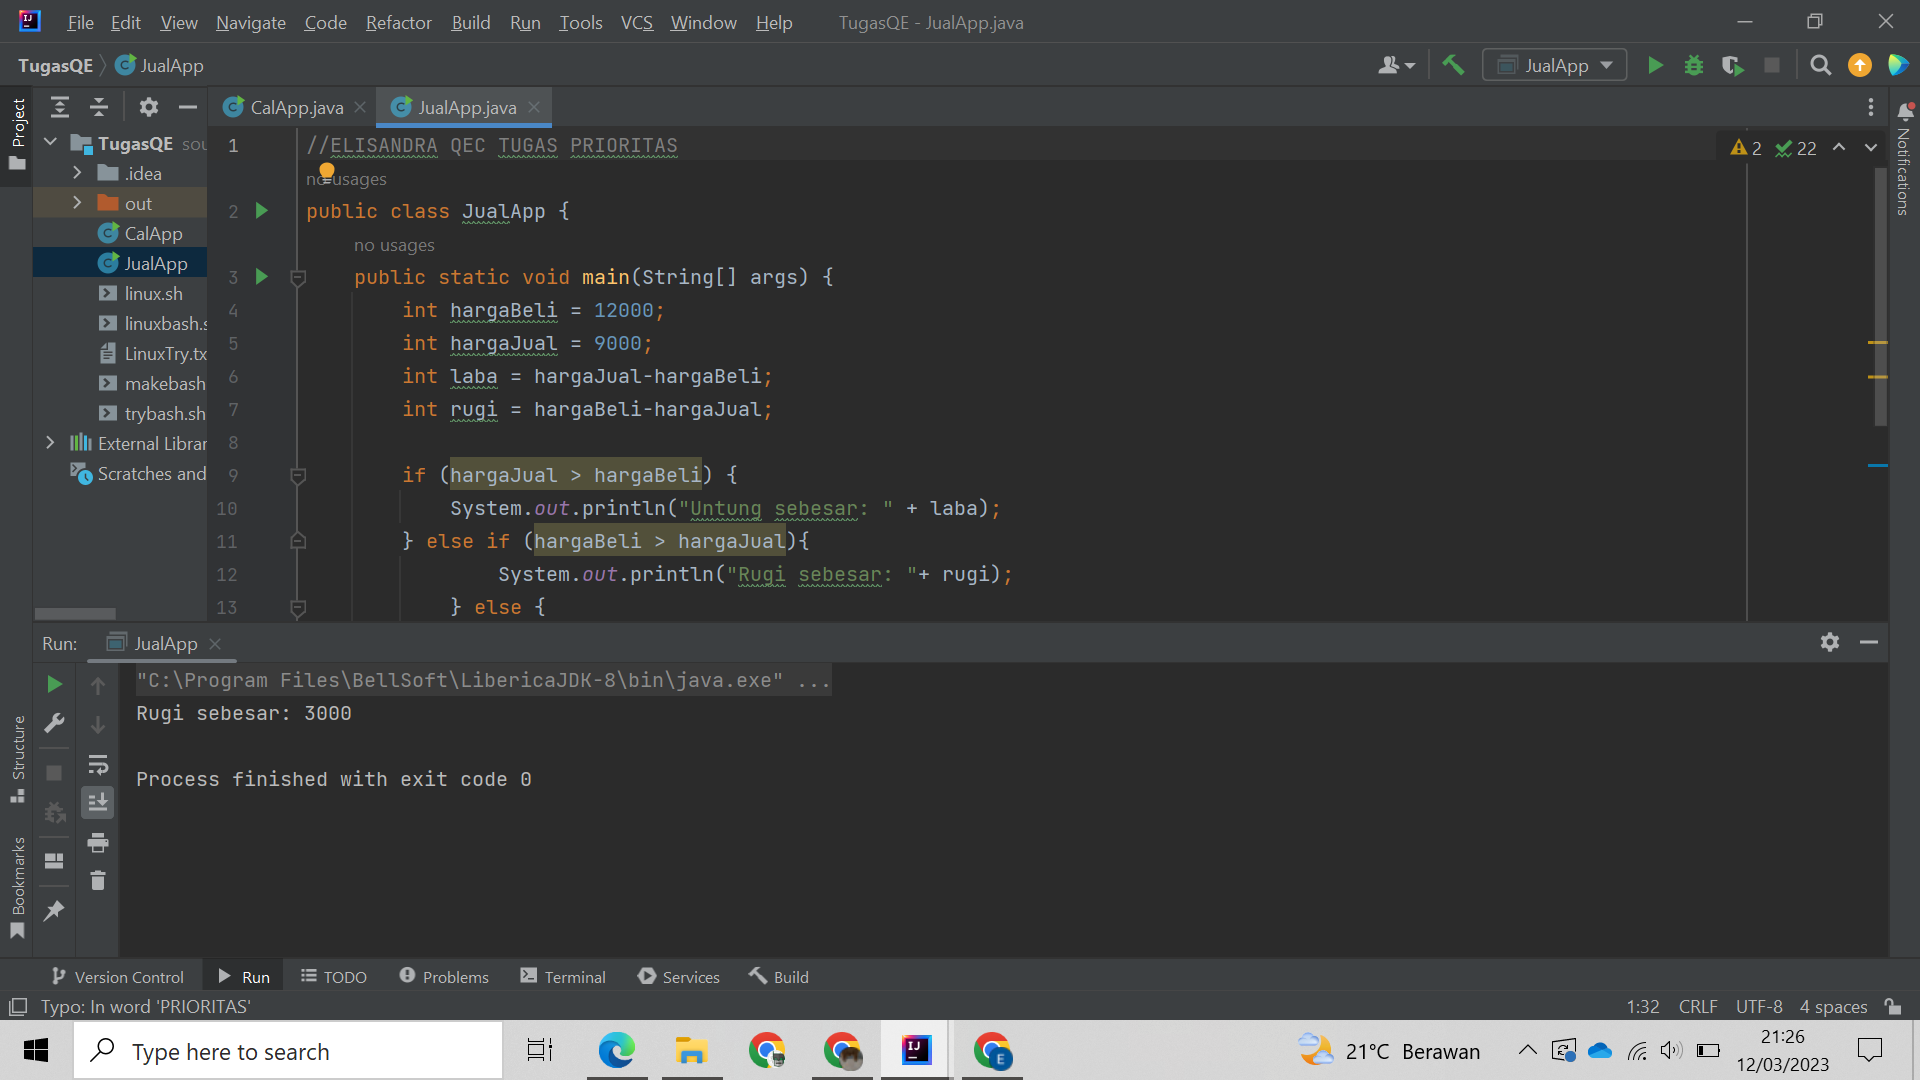 File Edit View Navigate Code Refactor Build Run Tools VCS Window Help TugasQE - JualApp.java
TugasQE JualApp JualApp
Project
TugasQE sou
.idea
out
CalApp
JualApp
linux.sh
linuxbash.s
LinuxTry.tx
makebash
trybash.sh
External Librar
Scratches and
CalApp.java JualApp.java
1 //ELISANDRA QEC TUGAS PRIORITAS
2 22
no usages
2 public class JualApp {
no usages
3 public static void main(String[] args) {
4 int hargaBeli = 12000;
5 int hargaJual = 9000;
6 int laba = hargaJual-hargaBeli;
7 int rugi = hargaBeli-hargaJual;
8
9 if (hargaJual > hargaBeli) {
10 System.out.println("Untung sebesar: " + laba);
11 } else if (hargaBeli > hargaJual){
12 System.out.println("Rugi sebesar: "+ rugi);
13 } else {
Notifications
Run: JualApp
"C:\Program Files\BellSoft\LibericaJDK-8\bin\java.exe" ...
Rugi sebesar: 3000
Process finished with exit code 0
Structure
Bookmarks
Version Control Run TODO Problems Terminal Services Build
Typo: In word 'PRIORITAS' 1:32 CRLF UTF-8 4 spaces
Type here to search
21°C Berawan
21:26
12/03/2023